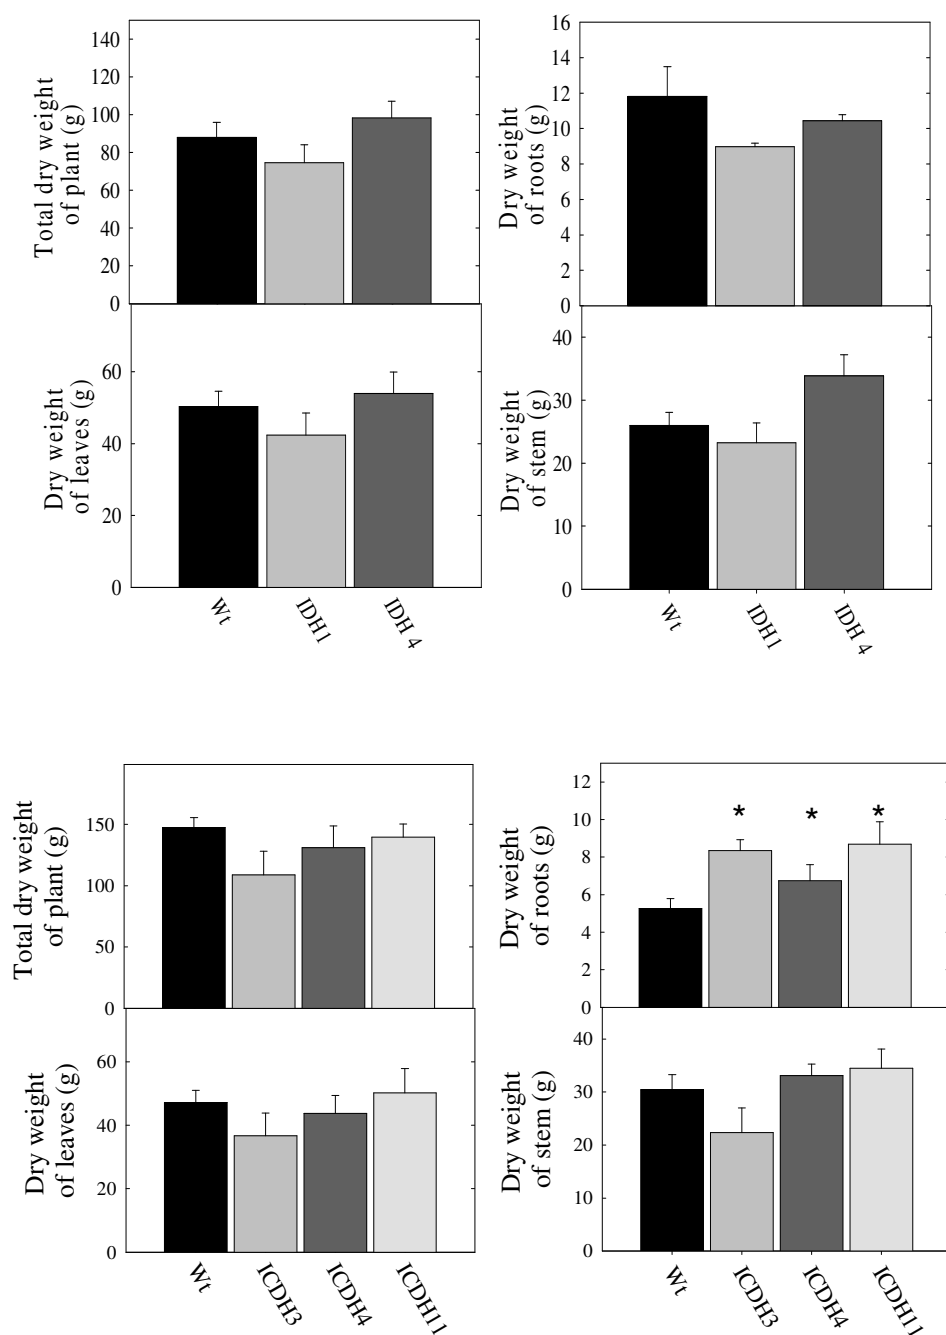 Total dry weight
of plant (g)
140
120
100
80
60
40
20
0
Dry weight
of roots (g)
16
14
12
10
8
6
4
2
0
Dry weight
of leaves (g)
60
40
20
0
Wt
IDH1
IDH 4
Dry weight
of stem (g)
40
30
20
10
0
Wt
IDH1
IDH 4
Total dry weight
of plant (g)
150
100
50
0
Dry weight
of roots (g)
12
10
8
6
4
2
0
*
*
*
Dry weight
of leaves (g)
60
40
20
0
Wt
ICDH3
ICDH4
ICDH11
Dry weight
of stem (g)
40
30
20
10
0
Wt
ICDH3
ICDH4
ICDH11